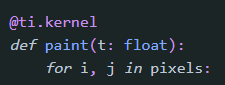 @ti.kernel
def paint(t: float):
    for i, j in pixels: